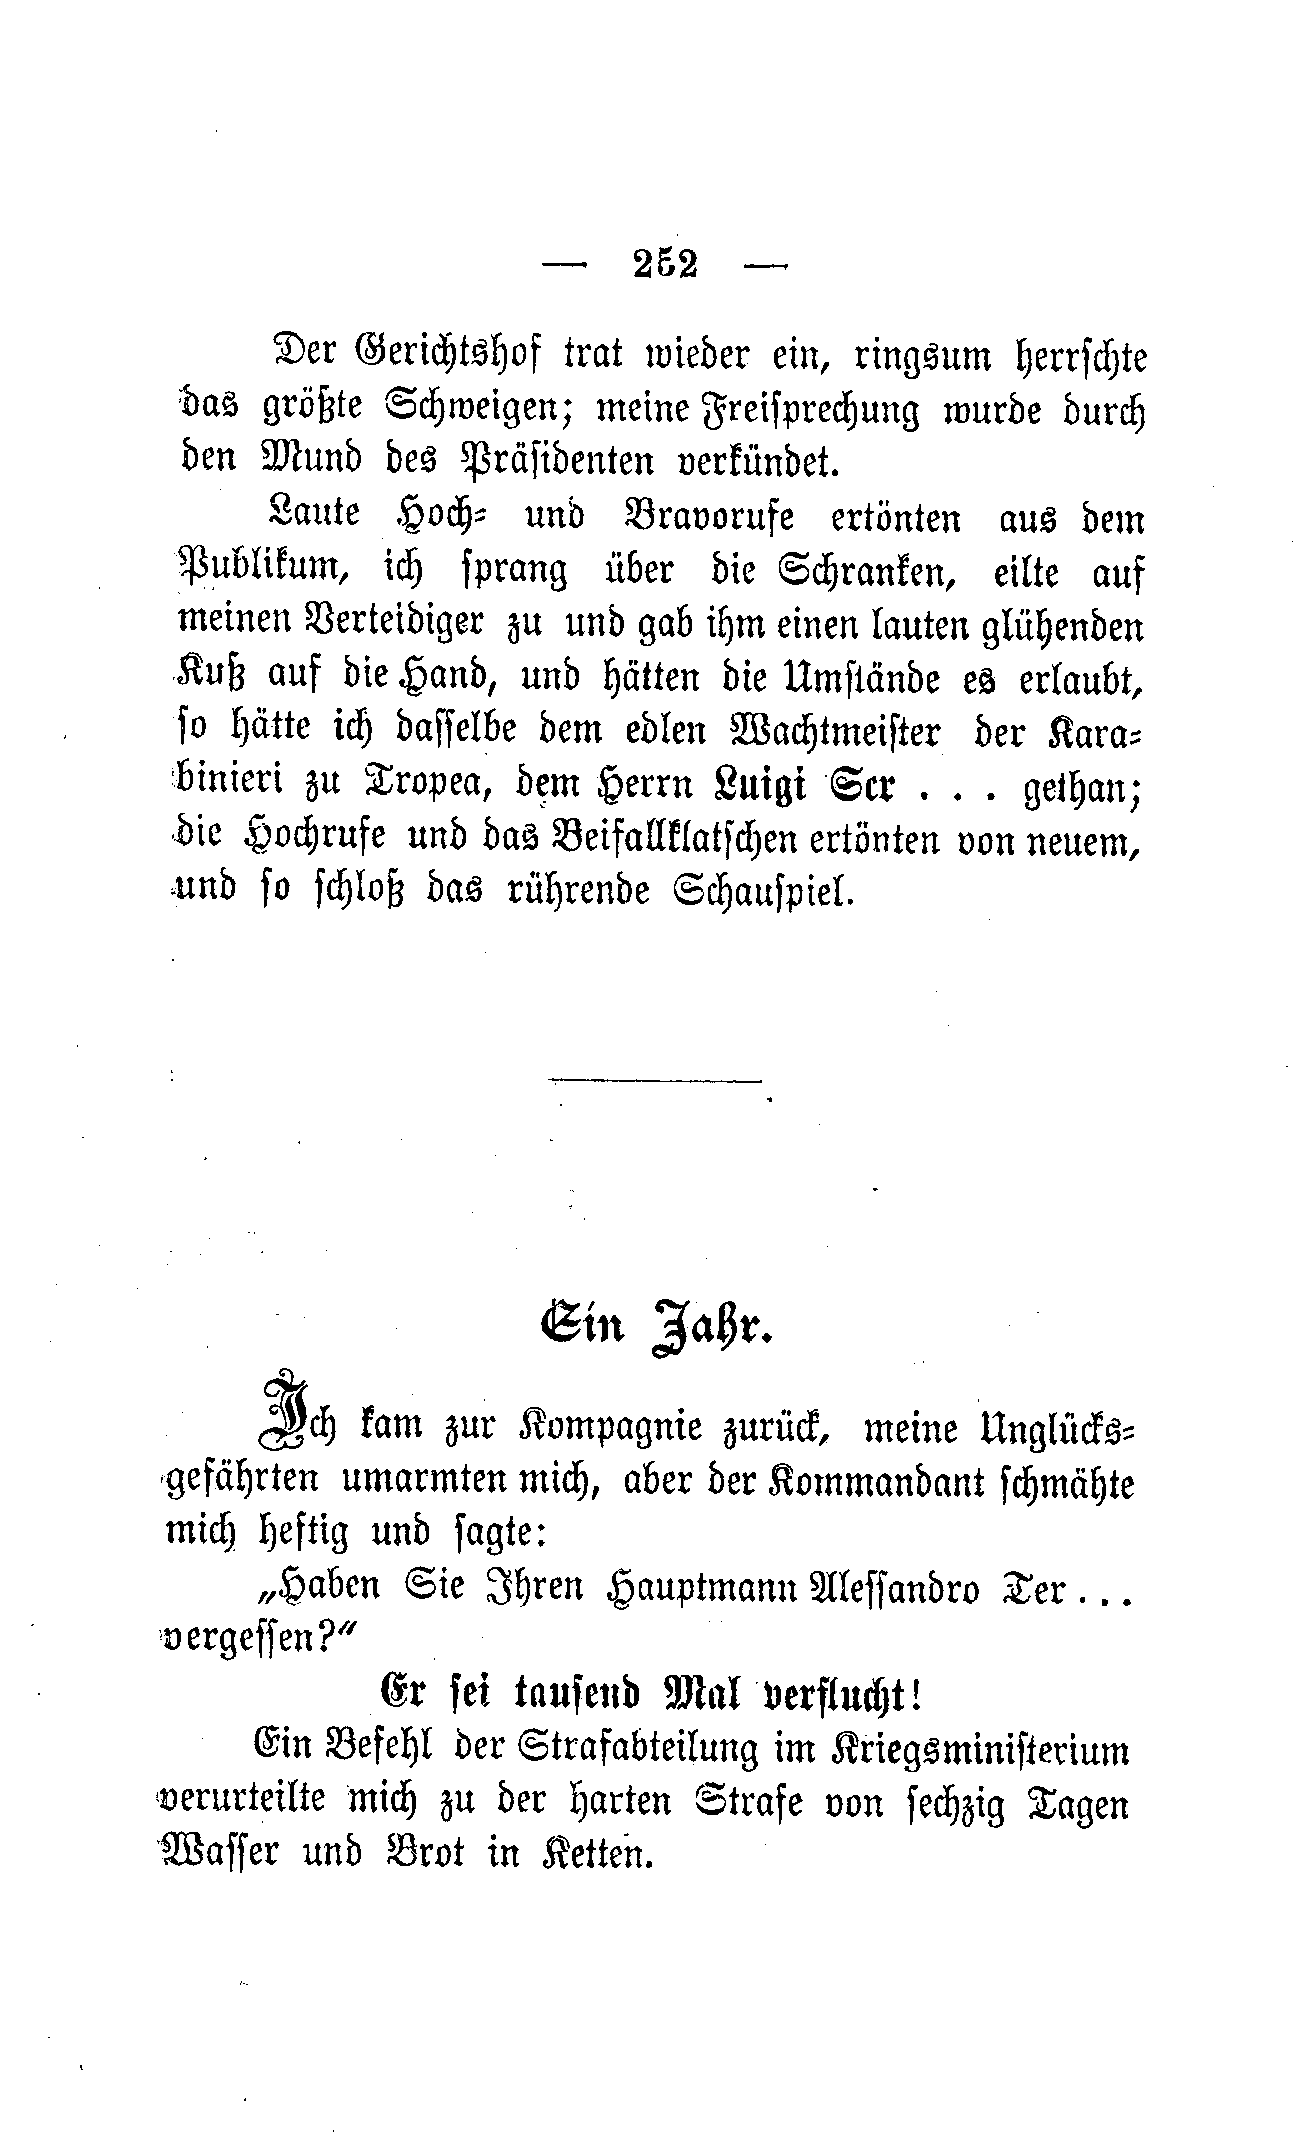 — 252 —
Der Gerichtshof trat wieder ein, ringsum herrschte
das größte Schweigen; meine Freisprechung wurde durch
den Mund des Präsidenten verkündet.
Laute Hoch= und Bravorufe ertönten aus dem
Publikum, ich sprang über die Schranken, eilte auf
meinen Verteidiger zu und gab ihm einen lauten glühenden
Kuß auf die Hand, und hätten die Umstände es erlaubt,
so hätte ich dasselbe dem edlen Wachtmeister der Kara=
binieri zu Tropea, dem Herrn Luigi Scr . . . gethan;
die Hochrufe und das Beifallklatschen ertönten von neuem,
und so schloß das rührende Schauspiel.
Ein Jahr.
Ich kam zur Kompagnie zurück, meine Unglücks=
gefährten umarmten mich, aber der Kommandant schmähte
mich heftig und sagte:
„Haben Sie Ihren Hauptmann Alessandro Ter . . .
vergessen?“
Er sei tausend Mal verflucht!
Ein Befehl der Strafabteilung im Kriegsministerium
verurteilte mich zu der harten Strafe von sechzig Tagen
Wasser und Brot in Ketten.